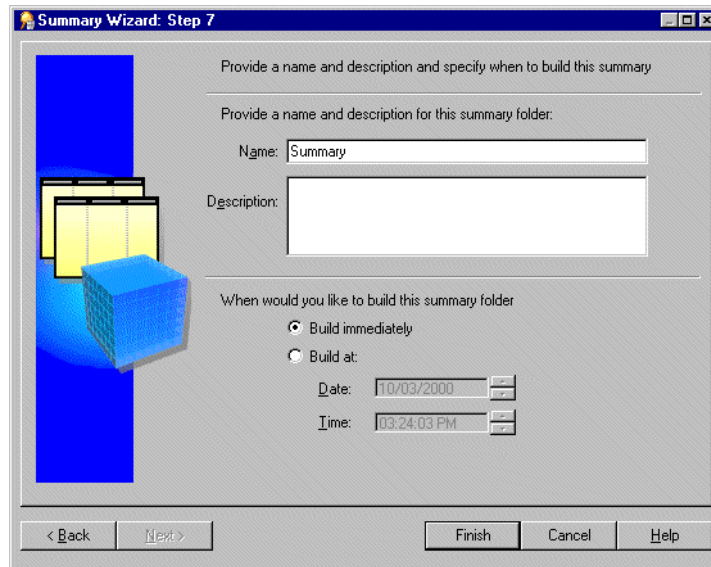 Summary Wizard: Step 7
Provide a name and description and specify when to build this summary
Provide a name and description for this summary folder:
Name: Summary
Description:
When would you like to build this summary folder
Build immediately
Build at:
Date: 10/03/2000
Time: 03:24:03 PM
< Back Next > Finish Cancel Help